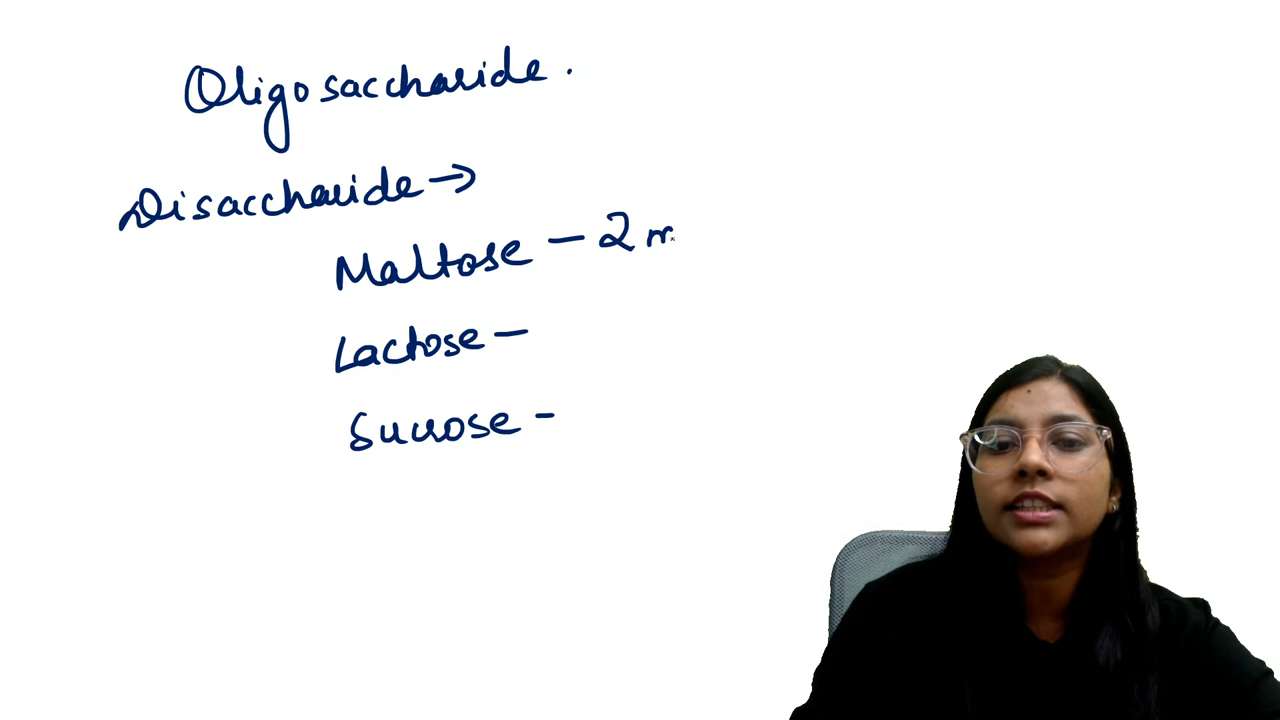 Oligosaccharide.
Disaccharide →
Maltose – 2 m
Lactose –
Sucrose -